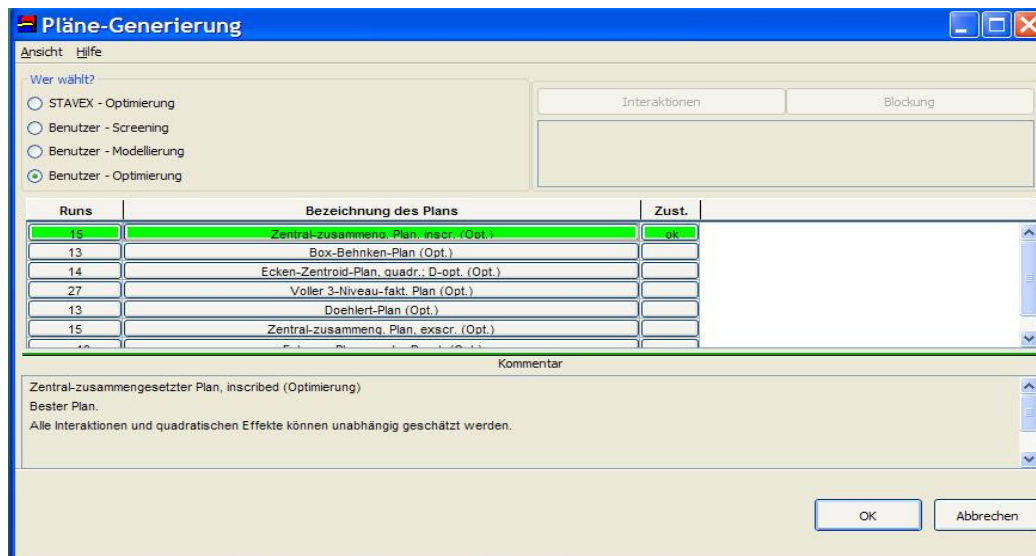 Pläne-Generierung
Ansicht Hilfe
Wer wählt?
STAVEX - Optimierung
Benutzer - Screening
Benutzer - Modellierung
Benutzer - Optimierung
Interaktionen Blockung
Runs Bezeichnung des Plans Zust.
15 Zentral-zusammeng. Plan, inscr. (Opt.) ok
13 Box-Behnken-Plan (Opt.)
14 Ecken-Zentroid-Plan, quadr.; D-opt. (Opt.)
27 Voller 3-Niveau-fakt. Plan (Opt.)
13 Doehlert-Plan (Opt.)
15 Zentral-zusammeng. Plan, exscr. (Opt.)
Kommentar
Zentral-zusammengesetzter Plan, inscribed (Optimierung)
Bester Plan.
Alle Interaktionen und quadratischen Effekte können unabhängig geschätzt werden.
OK Abbrechen